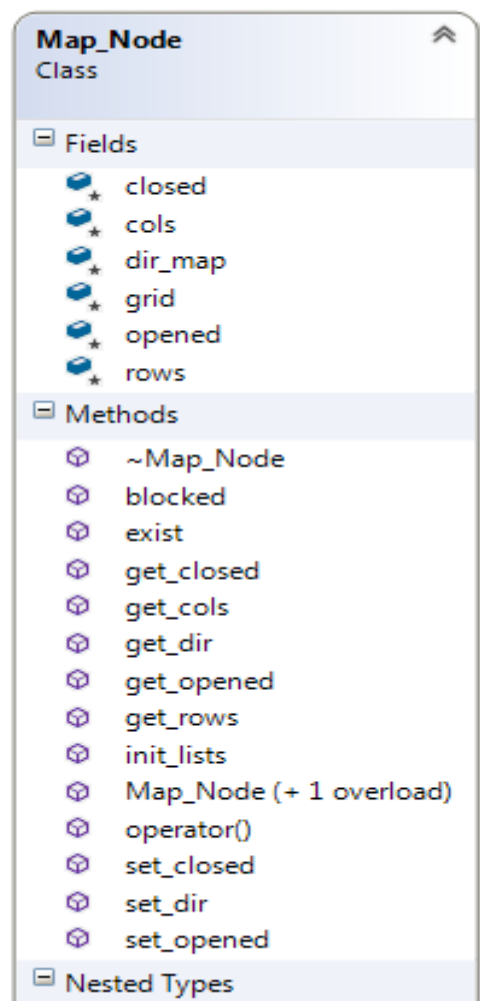 Map_Node
Class
Fields
closed
cols
dir_map
grid
opened
rows
Methods
~Map_Node
blocked
exist
get_closed
get_cols
get_dir
get_opened
get_rows
init_lists
Map_Node (+ 1 overload)
operator()
set_closed
set_dir
set_opened
Nested Types